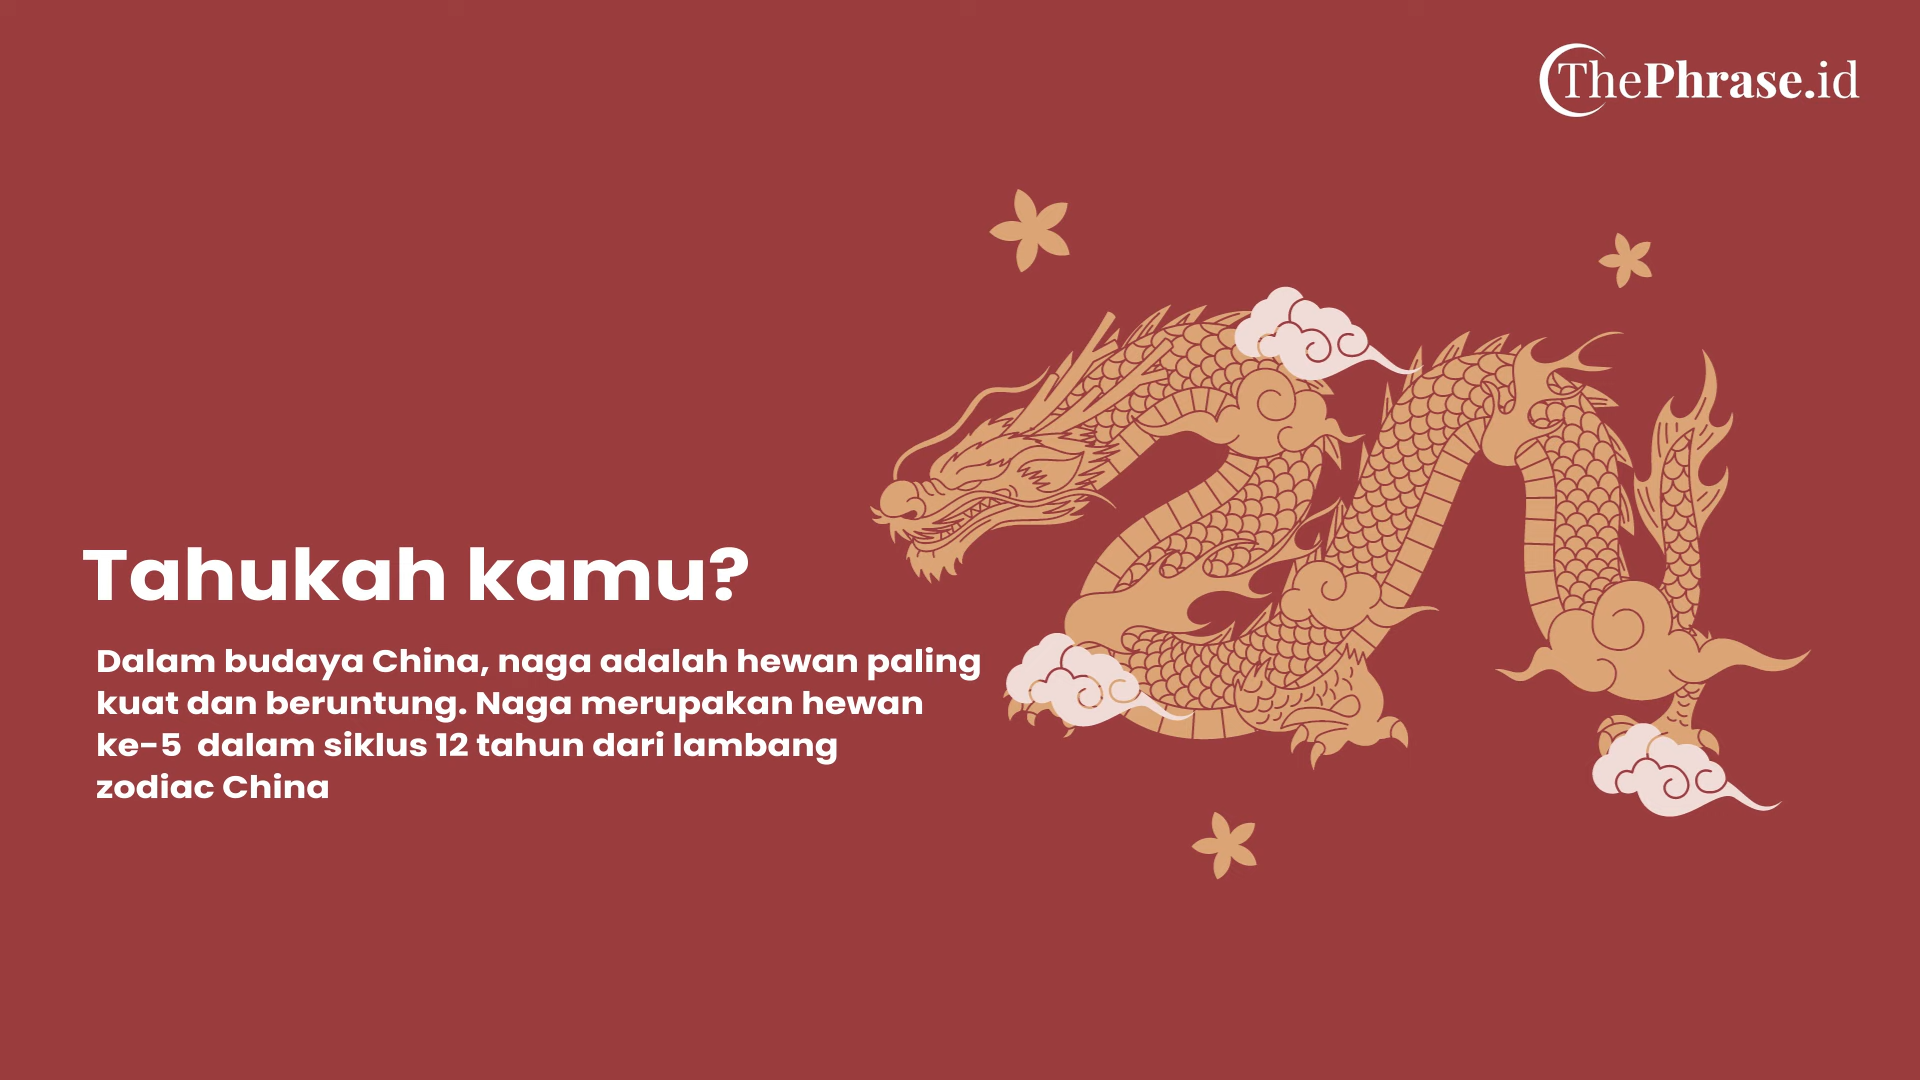 ThePhrase.id
Tahukah kamu?
Dalam budaya China, naga adalah hewan paling
kuat dan beruntung. Naga merupakan hewan
ke-5  dalam siklus 12 tahun dari lambang
zodiac China